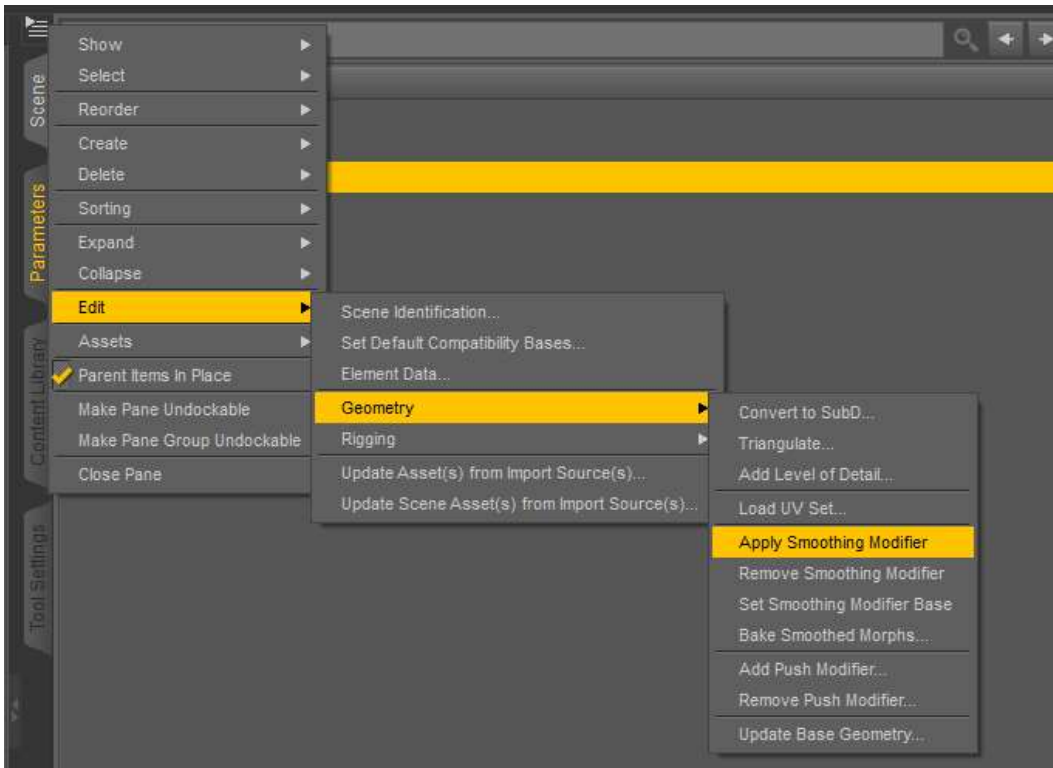 Scene
Parameters
Content Library
Tool Settings
Show
Select
Reorder
Create
Delete
Sorting
Expand
Collapse
Edit
Assets
Parent Items In Place
Make Pane Undockable
Make Pane Group Undockable
Close Pane
Scene Identification...
Set Default Compatibility Bases...
Element Data...
Geometry
Rigging
Update Asset(s) from Import Source(s)...
Update Scene Asset(s) from Import Source(s)...
Convert to SubD...
Triangulate...
Add Level of Detail...
Load UV Set...
Apply Smoothing Modifier
Remove Smoothing Modifier
Set Smoothing Modifier Base
Bake Smoothed Morphs...
Add Push Modifier...
Remove Push Modifier...
Update Base Geometry...